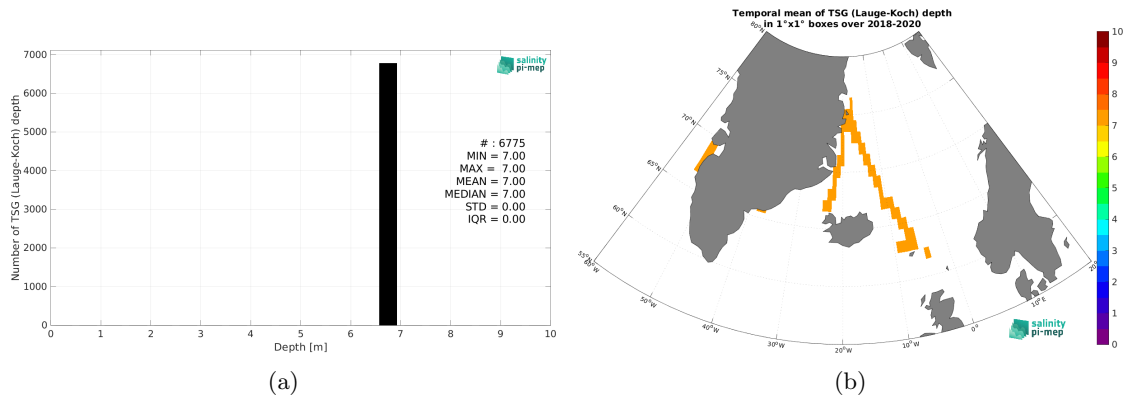 7000
6000
5000
4000
3000
2000
1000
0
Number of TSG (Lauge-Koch) depth
salinity
pi-mep
# : 6775
MIN = 7.00
MAX = 7.00
MEAN = 7.00
MEDIAN = 7.00
STD = 0.00
IQR = 0.00
0 1 2 3 4 5 6 7 8 9 10
Depth [m]
(a)
Temporal mean of TSG (Lauge-Koch) depth
in 1°x1° boxes over 2018-2020
80°N
75°N
70°N
65°N
60°N
55°N
60°W
50°W
40°W
30°W
20°W
10°W
0°
10°E
salinity
pi-mep
10
9
8
7
6
5
4
3
2
1
0
(b)